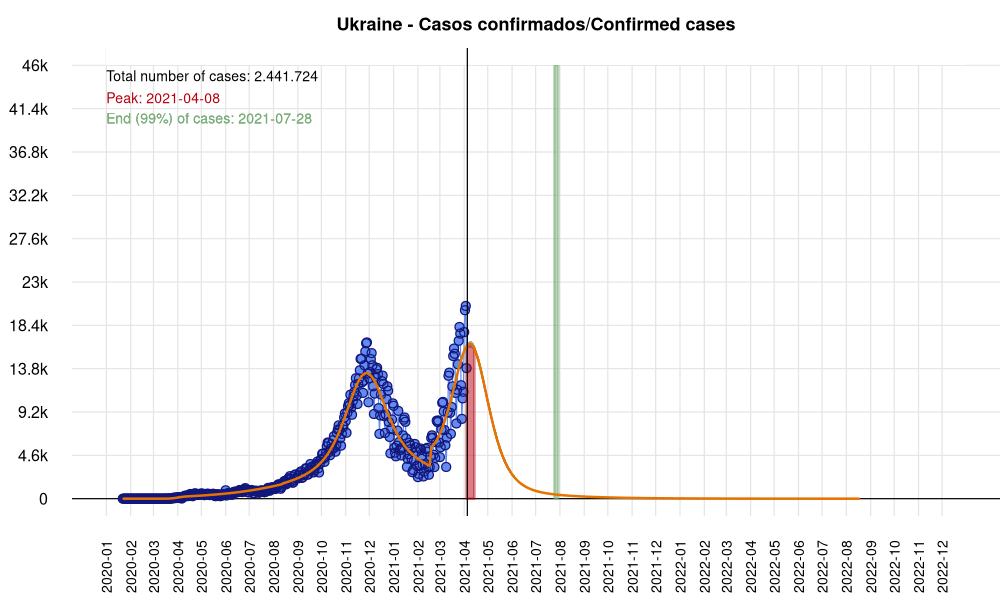 Ukraine - Casos confirmados/Confirmed cases
Total number of cases: 2.441.724
Peak: 2021-04-08
End (99%) of cases: 2021-07-28
46k
41.4k
36.8k
32.2k
27.6k
23k
18.4k
13.8k
9.2k
4.6k
0
2020-01
2020-02
2020-03
2020-04
2020-05
2020-06
2020-07
2020-08
2020-09
2020-10
2020-11
2020-12
2021-01
2021-02
2021-03
2021-04
2021-05
2021-06
2021-07
2021-08
2021-09
2021-10
2021-11
2021-12
2022-01
2022-02
2022-03
2022-04
2022-05
2022-06
2022-07
2022-08
2022-09
2022-10
2022-11
2022-12